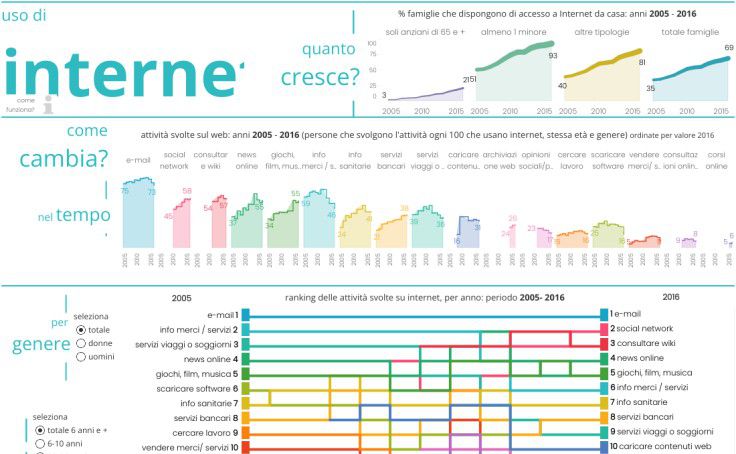 uso di
internet
come
funziona?
i
quanto
cresce?
% famiglie che dispongono di accesso a Internet da casa: anni 2005 - 2016
soli anziani di 65 e +
almeno 1 minore
altre tipologie
totale famiglie
100
75
50
25
0
3
21
51
93
40
81
35
69
2005 2010 2015
2005 2010 2015
2005 2010 2015
2005 2010 2015
come
cambia?
nel tempo
attività svolte sul web: anni 2005 - 2016 (persone che svolgono l'attività ogni 100 che usano internet, stessa età e genere) ordinate per valore 2016
e-mail
social
network
consultar
e wiki
news
online
giochi,
film, mus..
info
merci / s..
info
sanitarie
servizi
bancari
servizi
viaggi o ..
caricare
contenu..
archiviazi
one web
opinioni
sociali/p..
cercare
lavoro
scaricare
software
vendere
merci/ s..
consultaz
ioni onlin..
corsi
online
75 73
45 58
54 57
37 55
34 55
59 46
24 41
38
39 36
16 31
24 26
23 17
16
25
9 8
5 6
2005 2010 2015
per
genere
seleziona
totale
donne
uomini
seleziona
totale 6 anni e +
6-10 anni
2005
ranking delle attività svolte su internet, per anno: periodo 2005- 2016
2016
e-mail 1
info merci / servizi 2
servizi viaggi o soggiorni 3
news online 4
giochi, film, musica 5
scaricare software 6
info sanitarie 7
servizi bancari 8
cercare lavoro 9
vendere merci/ servizi 10
1 e-mail
2 social network
3 consultare wiki
4 news online
5 giochi, film, musica
6 info merci / servizi
7 info sanitarie
8 servizi bancari
9 servizi viaggi o soggiorni
10 caricare contenuti web